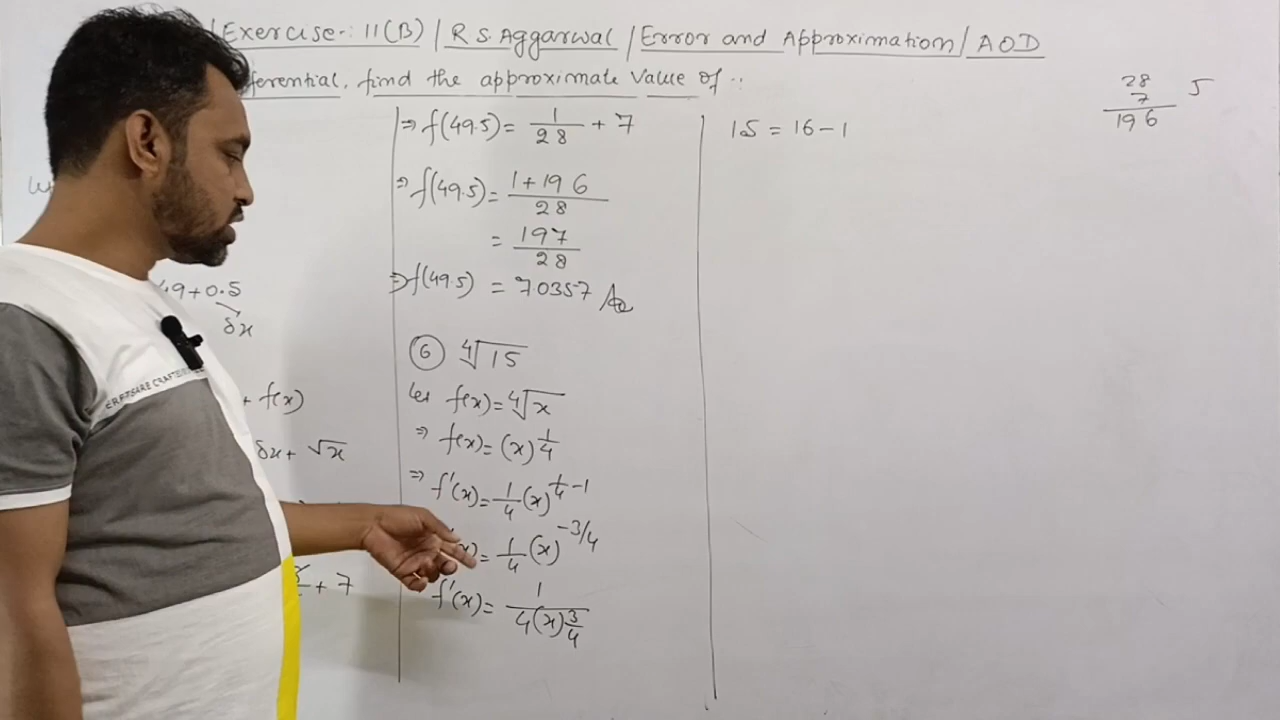 /Exercise-: 11(B) / R S. Aggarwal / Error and Approximation / AOD
ferential, find the approximate value of :
49+0.5
δx
+ f(x)
δx + √x
+ 7
⇒ f(49.5) = 1/28 + 7
⇒ f(49.5) = 1+196/28
= 197/28
⇒ f(49.5) = 7.0357
⑥ ∜15
let f(x) = ∜x
⇒ f(x) = (x)^1/4
⇒ f'(x) = 1/4 (x)^1/4 - 1
= 1/4 (x)^-3/4
f'(x) = 1/4(x)^3/4
15 = 16 - 1
28
7
196
5